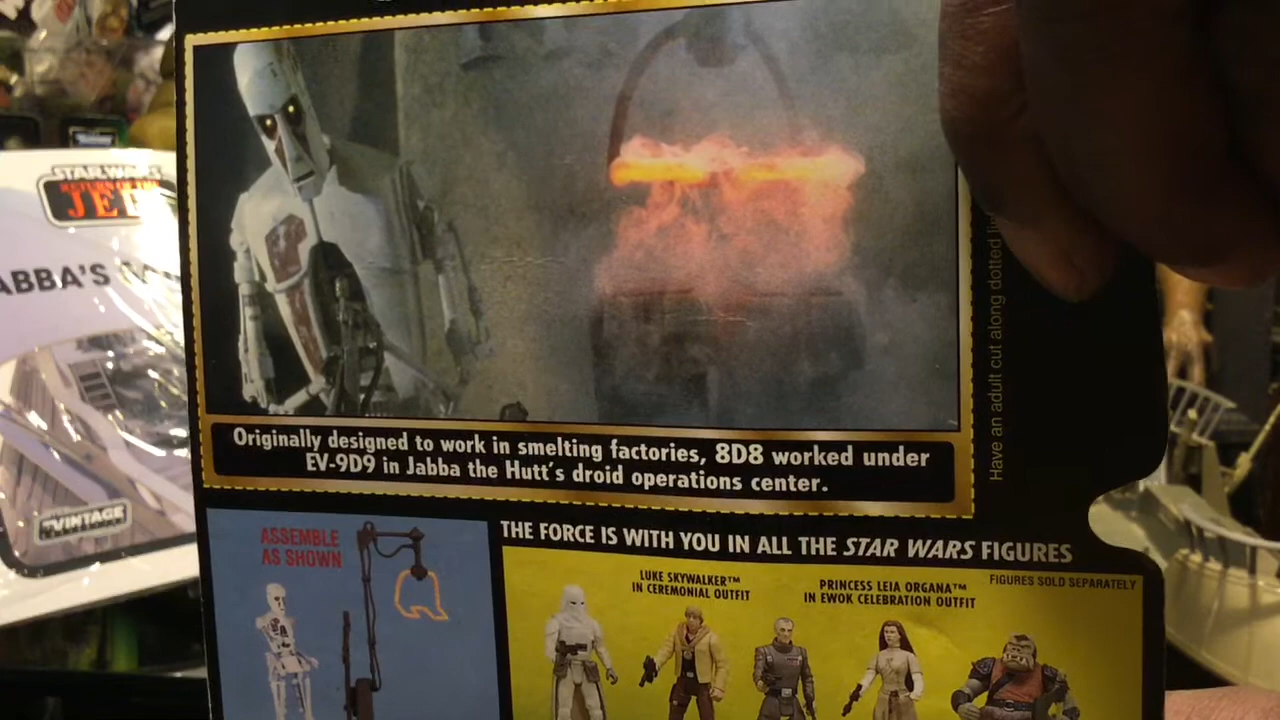 STAR WARS
RETURN OF THE
JEDI
ABBA'S
VINTAGE
Originally designed to work in smelting factories, 8D8 worked under
EV-9D9 in Jabba the Hutt's droid operations center.
Have an adult cut along dotted li
ASSEMBLE
AS SHOWN
THE FORCE IS WITH YOU IN ALL THE STAR WARS FIGURES
FIGURES SOLD SEPARATELY
LUKE SKYWALKER™
IN CEREMONIAL OUTFIT
PRINCESS LEIA ORGANA™
IN EWOK CELEBRATION OUTFIT